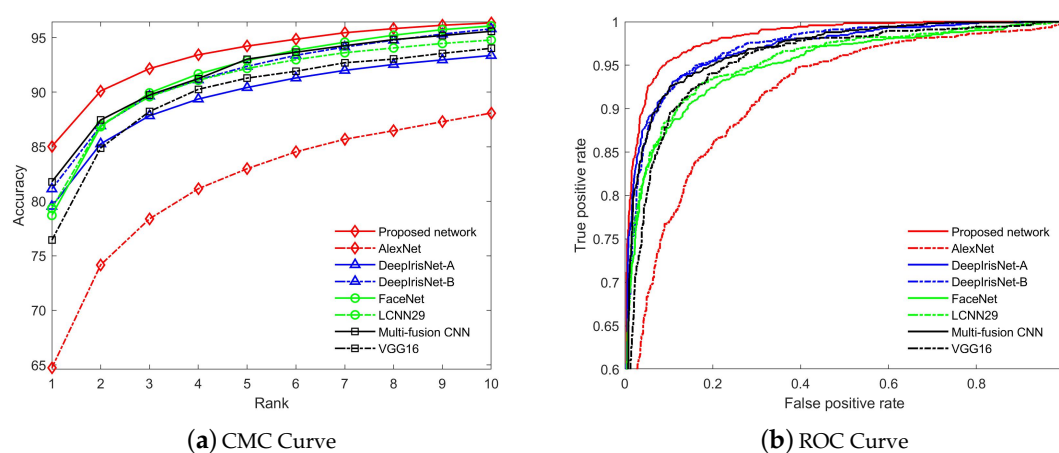 95
90
85
80
75
70
65
Accuracy
1 2 3 4 5 6 7 8 9 10
Rank
Proposed network
AlexNet
DeepIrisNet-A
DeepIrisNet-B
FaceNet
LCNN29
Multi-fusion CNN
VGG16
(a) CMC Curve
1
0.95
0.9
0.85
0.8
0.75
0.7
0.65
0.6
True positive rate
0 0.2 0.4 0.6 0.8
False positive rate
Proposed network
AlexNet
DeepIrisNet-A
DeepIrisNet-B
FaceNet
LCNN29
Multi-fusion CNN
VGG16
(b) ROC Curve